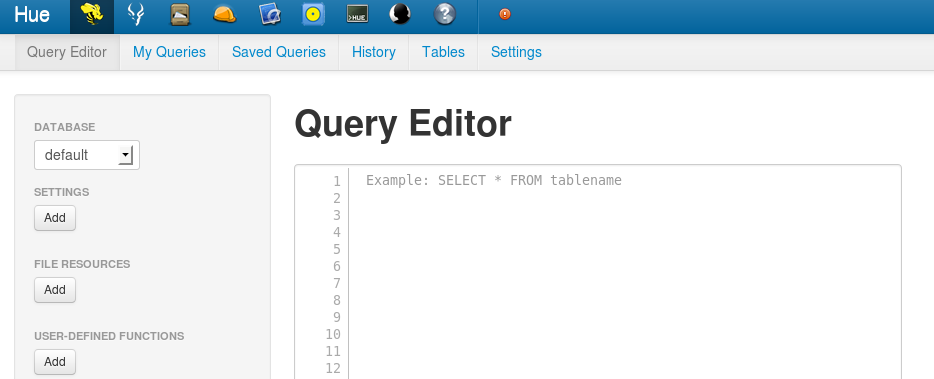 Hue
Query Editor My Queries Saved Queries History Tables Settings
DATABASE
default
SETTINGS
Add
FILE RESOURCES
Add
USER-DEFINED FUNCTIONS
Add
Query Editor
1 Example: SELECT * FROM tablename
2
3
4
5
6
7
8
9
10
11
12